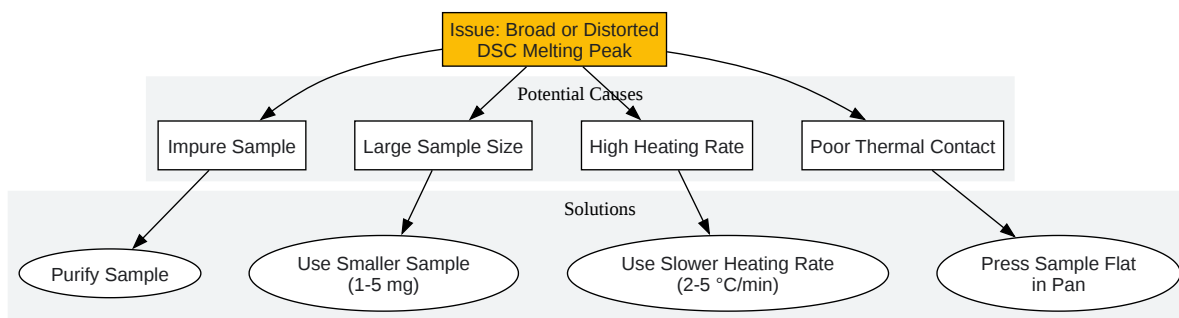 Issue: Broad or Distorted
DSC Melting Peak
Potential Causes
Impure Sample
Large Sample Size
High Heating Rate
Poor Thermal Contact
Solutions
Purify Sample
Use Smaller Sample
(1-5 mg)
Use Slower Heating Rate
(2-5 °C/min)
Press Sample Flat
in Pan